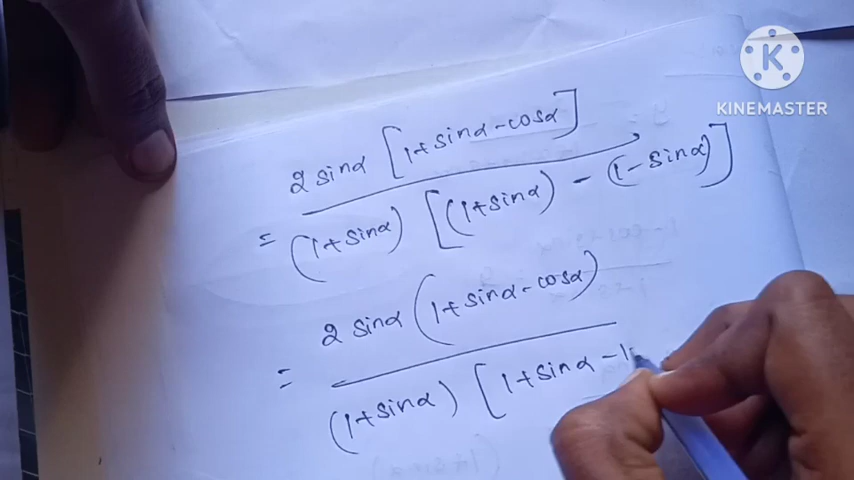 KINEMASTER
2 sinα [1+sinα-cosα]
= (1+sinα) [(1+sinα) - (1-sinα)]
2 sinα (1+sinα-cosα)
= (1+sinα) [1+sinα-1